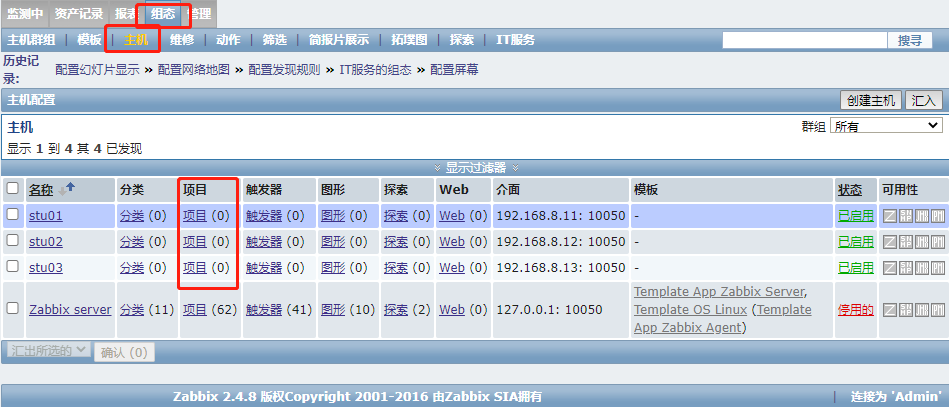 监测中 资产记录 报表 组态 管理
主机群组 | 模板 | 主机 | 维修 | 动作 | 筛选 | 简报片展示 | 拓璞图 | 探索 | IT服务 搜寻
历史记录: 配置幻灯片显示 » 配置网络地图 » 配置发现规则 » IT服务的组态 » 配置屏幕
主机配置 创建主机 汇入
主机 群组 所有
显示 1 到 4 其 4 已发现
显示过滤器
名称 分类 项目 触发器 图形 探索 Web 介面 模板 状态 可用性
stu01 分类 (0) 项目 (0) 触发器 (0) 图形 (0) 探索 (0) Web (0) 192.168.8.11: 10050 - 已启用
stu02 分类 (0) 项目 (0) 触发器 (0) 图形 (0) 探索 (0) Web (0) 192.168.8.12: 10050 - 已启用
stu03 分类 (0) 项目 (0) 触发器 (0) 图形 (0) 探索 (0) Web (0) 192.168.8.13: 10050 - 已启用
Zabbix server 分类 (11) 项目 (62) 触发器 (41) 图形 (10) 探索 (2) Web (0) 127.0.0.1: 10050 Template App Zabbix Server, Template OS Linux (Template App Zabbix Agent) 停用的
汇出所选的 确认 (0)
Zabbix 2.4.8 版权Copyright 2001-2016 由Zabbix SIA拥有 | 连接为 'Admin'